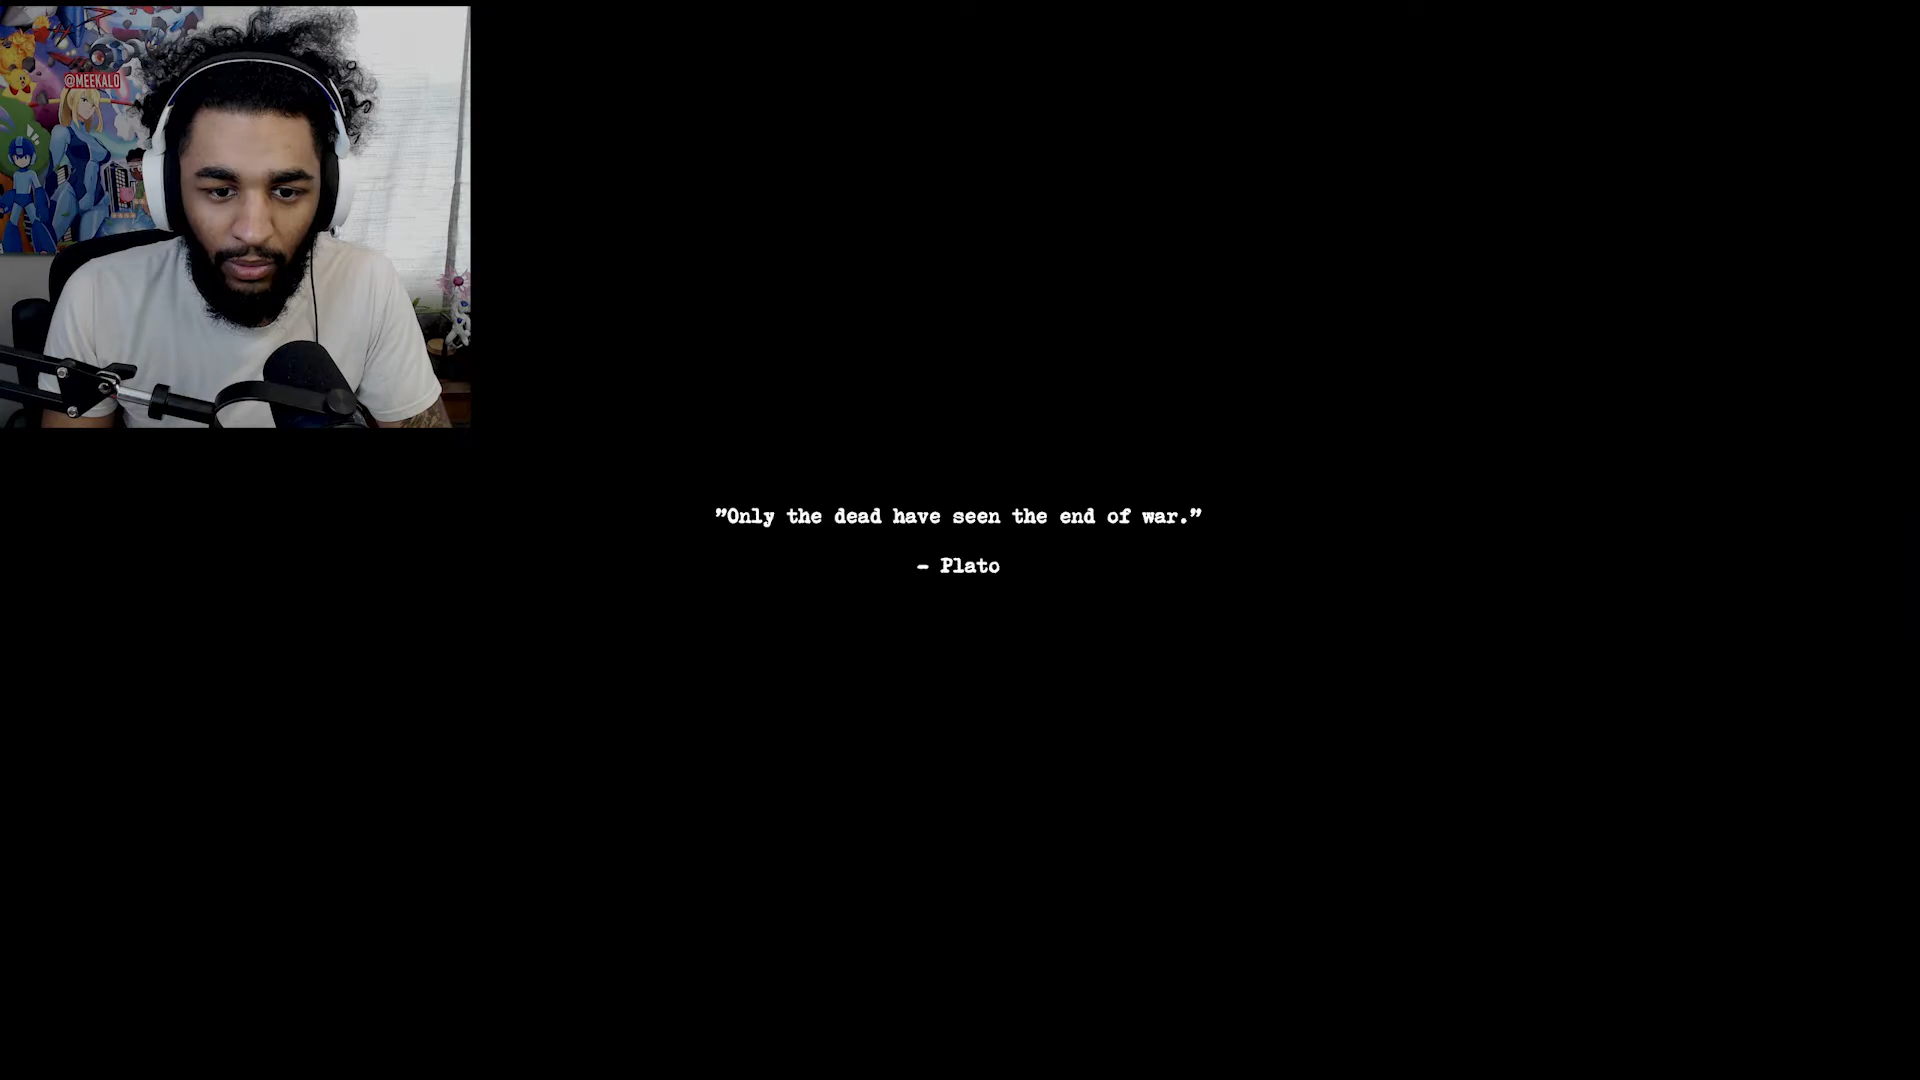 @MEEKALO
”Only the dead have seen the end of war.”
- Plato